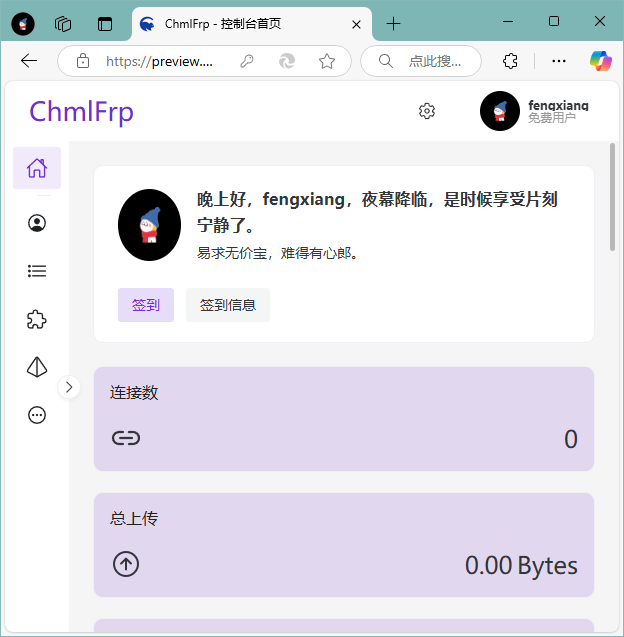 ChmlFrp - 控制台首页
https://preview....
点此搜...
ChmlFrp
fengxiang
免费用户
晚上好，fengxiang，夜幕降临，是时候享受片刻
宁静了。
易求无价宝，难得有心郎。
签到
签到信息
连接数
0
总上传
0.00 Bytes